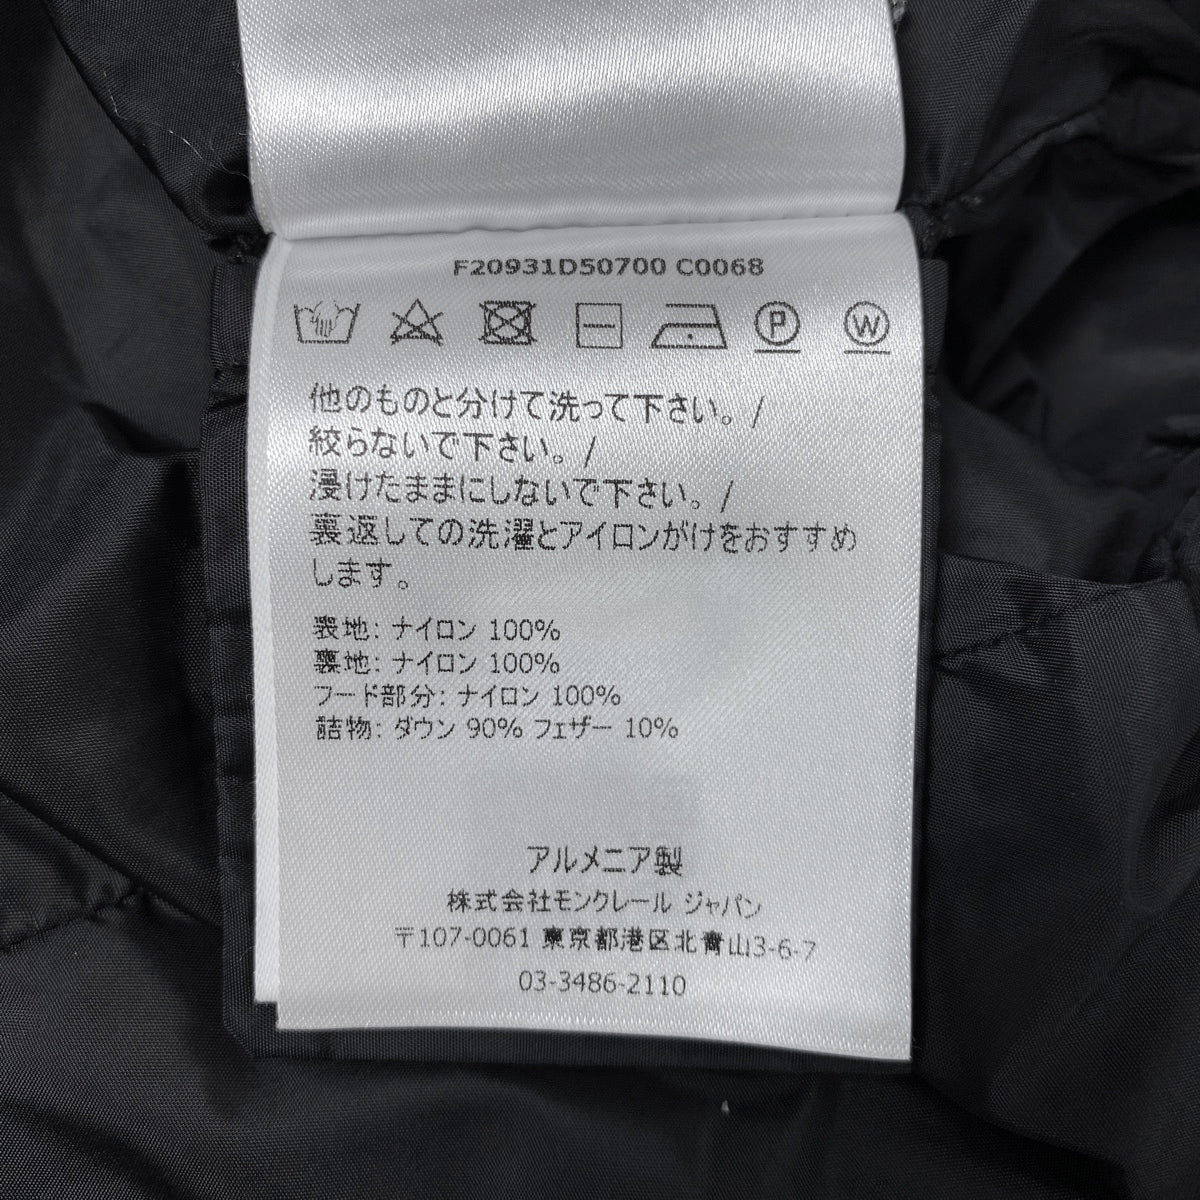 F20931D50700 C0068
P W
他のものと分けて洗って下さい。/
絞らないで下さい。/
浸けたままにしないで下さい。/
裏返しての洗濯とアイロンがけをおすすめ
します。
表地: ナイロン 100%
裏地: ナイロン 100%
フード部分: ナイロン 100%
詰物: ダウン 90% フェザー 10%
アルメニア製
株式会社モンクレール ジャパン
〒107-0061 東京都港区北青山3-6-7
03-3486-2110